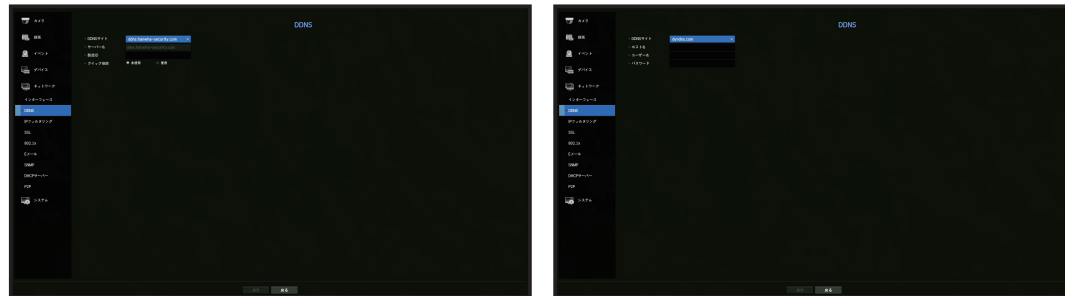 DDNS
カメラ
録画
イベント
デバイス
ネットワーク
インターフェース
DDNS
IPフィルタリング
SSL
802.1x
Eメール
SNMP
DHCPサーバー
P2P
システム
DDNSサイト
ddns.hanwha-security.com
サーバー名
ddns.hanwha-security.com
製品ID
クイック接続
未使用
使用
戻る
DDNS
カメラ
録画
イベント
デバイス
ネットワーク
インターフェース
DDNS
IPフィルタリング
SSL
802.1x
Eメール
SNMP
DHCPサーバー
P2P
システム
DDNSサイト
dyndns.com
ホスト名
ユーザー名
パスワード
戻る